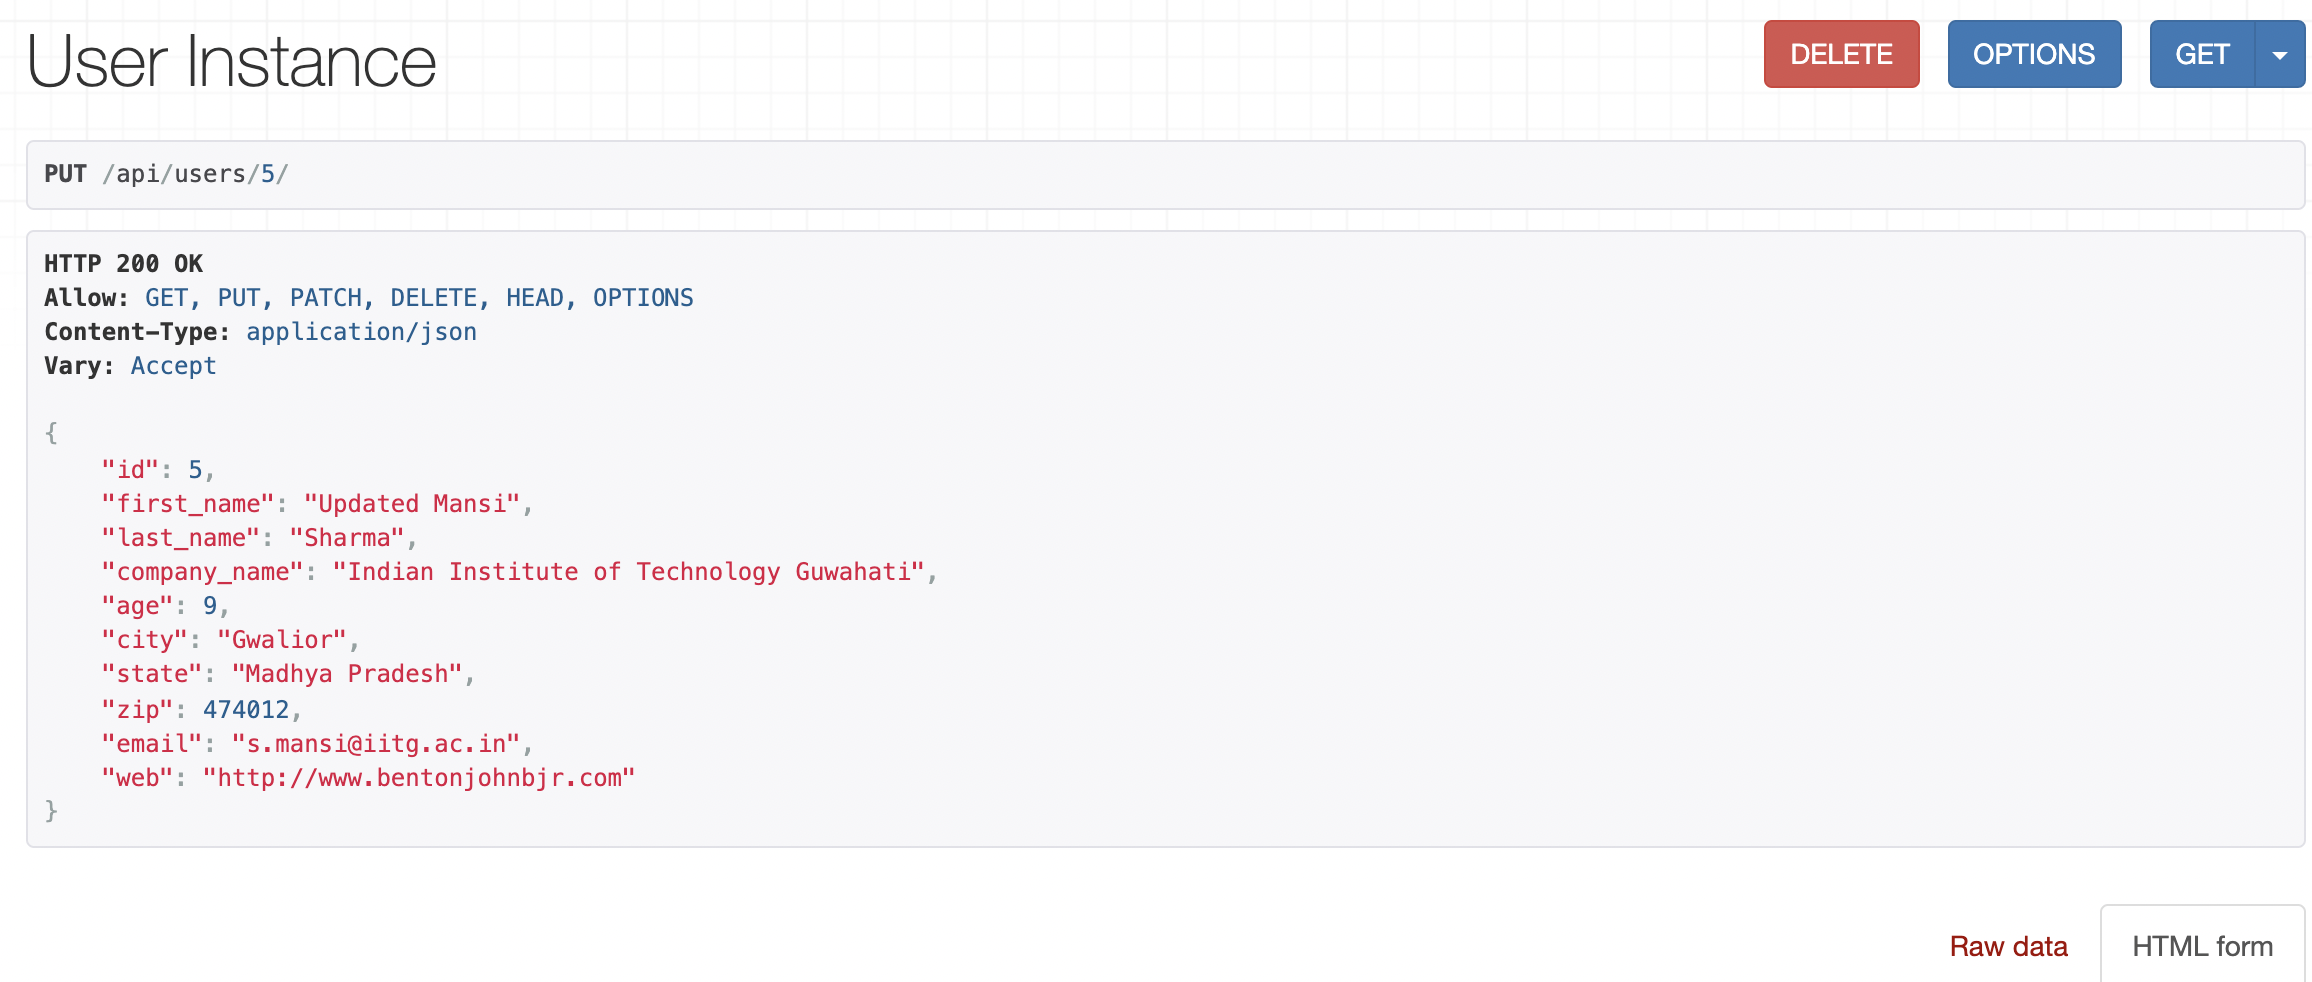 User Instance
DELETE OPTIONS GET
PUT /api/users/5/
HTTP 200 OK
Allow: GET, PUT, PATCH, DELETE, HEAD, OPTIONS
Content-Type: application/json
Vary: Accept
{
    "id": 5,
    "first_name": "Updated Mansi",
    "last_name": "Sharma",
    "company_name": "Indian Institute of Technology Guwahati",
    "age": 9,
    "city": "Gwalior",
    "state": "Madhya Pradesh",
    "zip": 474012,
    "email": "s.mansi@iitg.ac.in",
    "web": "http://www.bentonjohnbjr.com"
}
Raw data HTML form